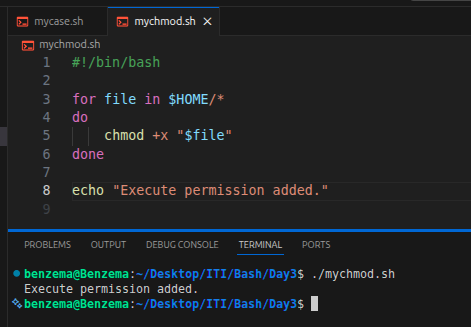 mycase.sh mychmod.sh ×
mychmod.sh
1 #!/bin/bash
2
3 for file in $HOME/*
4 do
5 chmod +x "$file"
6 done
7
8 echo "Execute permission added."
9
PROBLEMS OUTPUT DEBUG CONSOLE TERMINAL PORTS
benzema@Benzema:~/Desktop/ITI/Bash/Day3$ ./mychmod.sh
Execute permission added.
benzema@Benzema:~/Desktop/ITI/Bash/Day3$